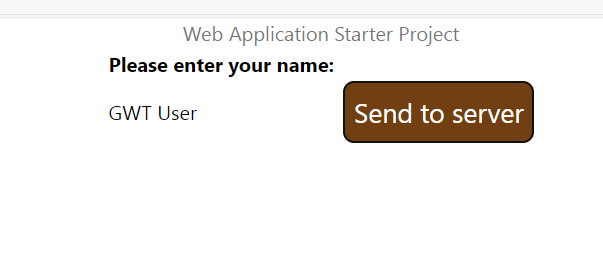 Web Application Starter Project
Please enter your name:
GWT User
Send to server